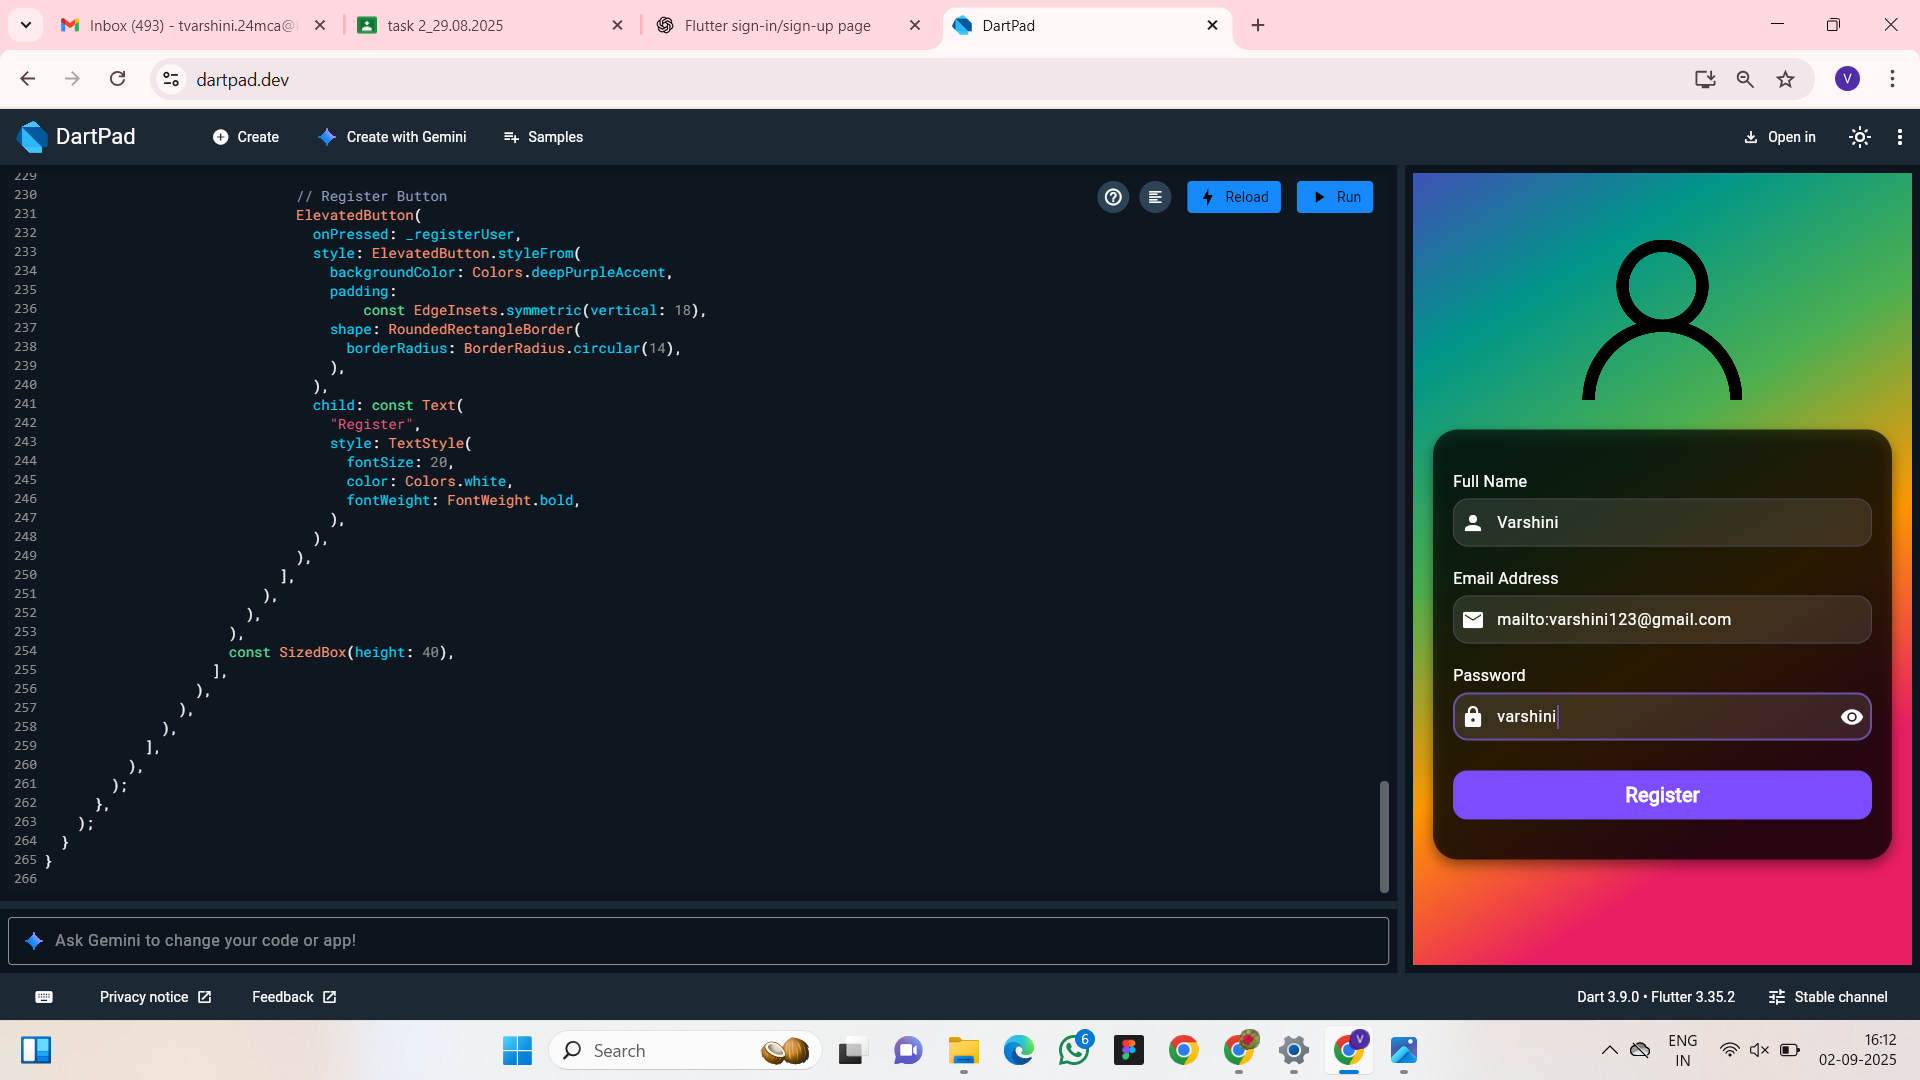 Inbox (493) - tvarshini.24mca@
task 2_29.08.2025
Flutter sign-in/sign-up page
DartPad
dartpad.dev
V
DartPad
Create
Create with Gemini
Samples
Open in
Reload
Run
229
230 // Register Button
231 ElevatedButton(
232 onPressed: _registerUser,
233 style: ElevatedButton.styleFrom(
234 backgroundColor: Colors.deepPurpleAccent,
235 padding:
236 const EdgeInsets.symmetric(vertical: 18),
237 shape: RoundedRectangleBorder(
238 borderRadius: BorderRadius.circular(14),
239 ),
240 ),
241 child: const Text(
242 "Register",
243 style: TextStyle(
244 fontSize: 20,
245 color: Colors.white,
246 fontWeight: FontWeight.bold,
247 ),
248 ),
249 ),
250 ],
251 ),
252 ),
253 ),
254 const SizedBox(height: 40),
255 ],
256 ),
257 ),
258 ),
259 ],
260 ),
261 );
262 },
263 );
264 }
265 }
266
Full Name
Varshini
Email Address
mailto:varshini123@gmail.com
Password
varshini
Register
Ask Gemini to change your code or app!
Privacy notice
Feedback
Dart 3.9.0 • Flutter 3.35.2
Stable channel
Search
6
V
ENG
IN
16:12
02-09-2025